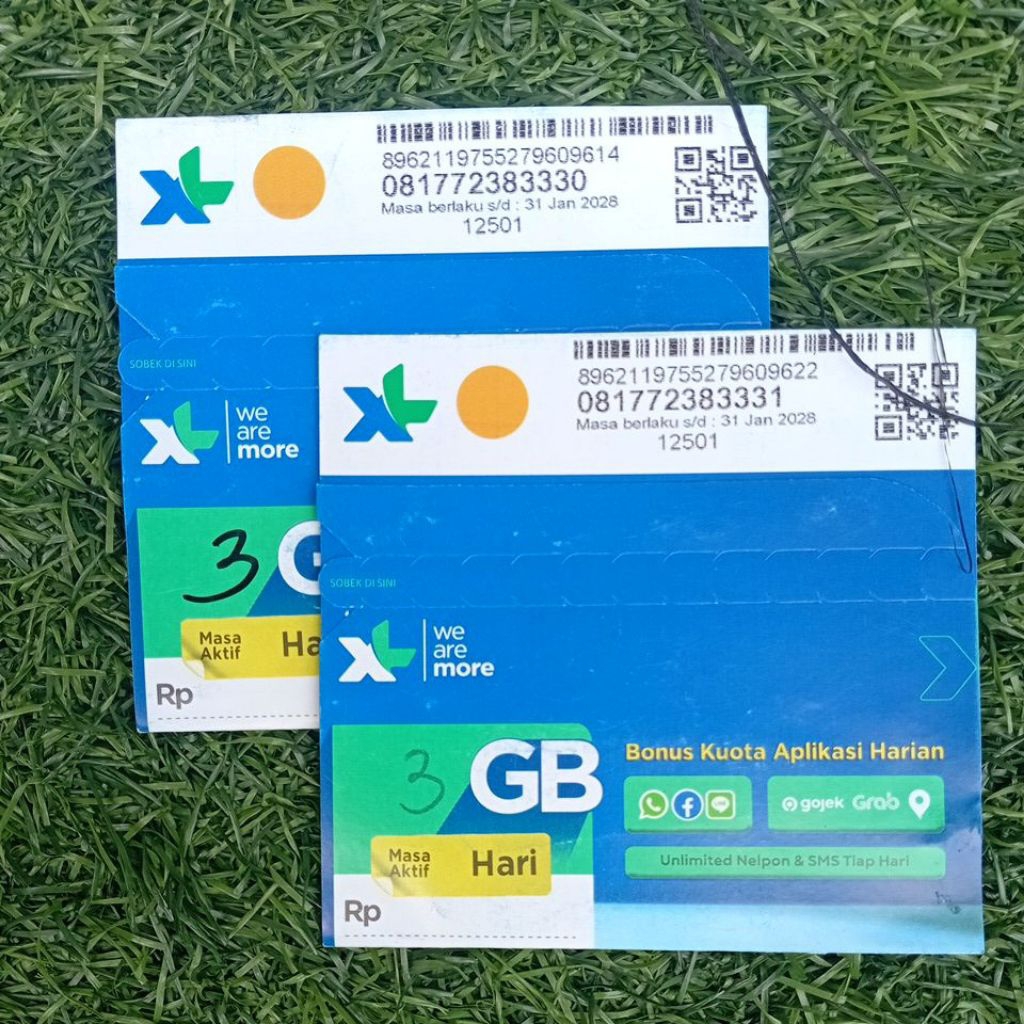 XL
8962119755279609614
081772383330
Masa berlaku s/d : 31 Jan 2028
12501
SOBEK DI SINI
XL
we
are
more
3 G
Masa
Aktif
Ha
Rp
XL
8962119755279609622
081772383331
Masa berlaku s/d : 31 Jan 2028
12501
SOBEK DI SINI
XL
we
are
more
3 GB
Masa
Aktif
Hari
Rp
Bonus Kuota Aplikasi Harian
LINE
gojek Grab
Unlimited Nelpon & SMS Tiap Hari